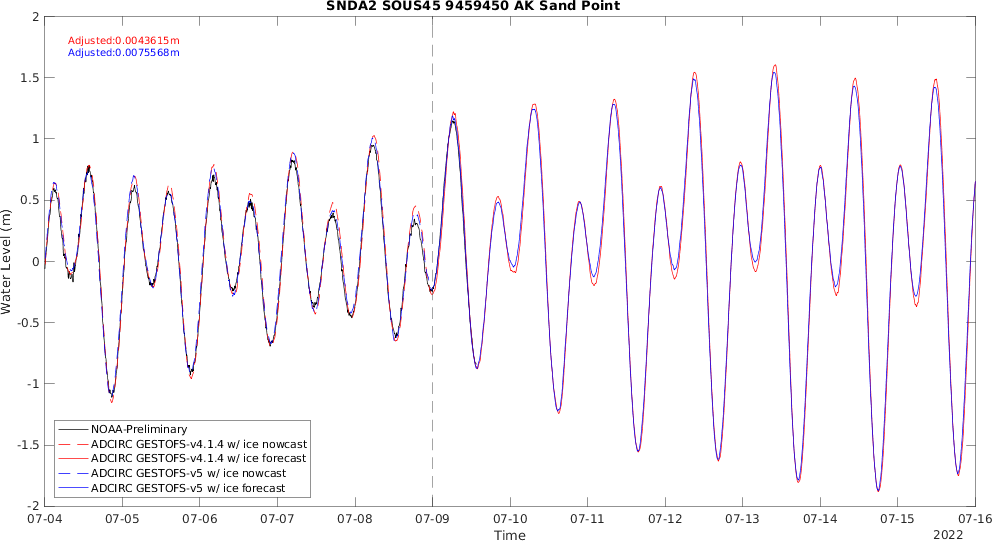 SNDA2 SOUS45 9459450 AK Sand Point
Adjusted:0.0043615m
Adjusted:0.0075568m
2
1.5
1
0.5
0
-0.5
-1
-1.5
-2
Water Level (m)
NOAA-Preliminary
ADCIRC GESTOFS-v4.1.4 w/ ice nowcast
ADCIRC GESTOFS-v4.1.4 w/ ice forecast
ADCIRC GESTOFS-v5 w/ ice nowcast
ADCIRC GESTOFS-v5 w/ ice forecast
07-04 07-05 07-06 07-07 07-08 07-09 07-10 07-11 07-12 07-13 07-14 07-15 07-16
Time
2022